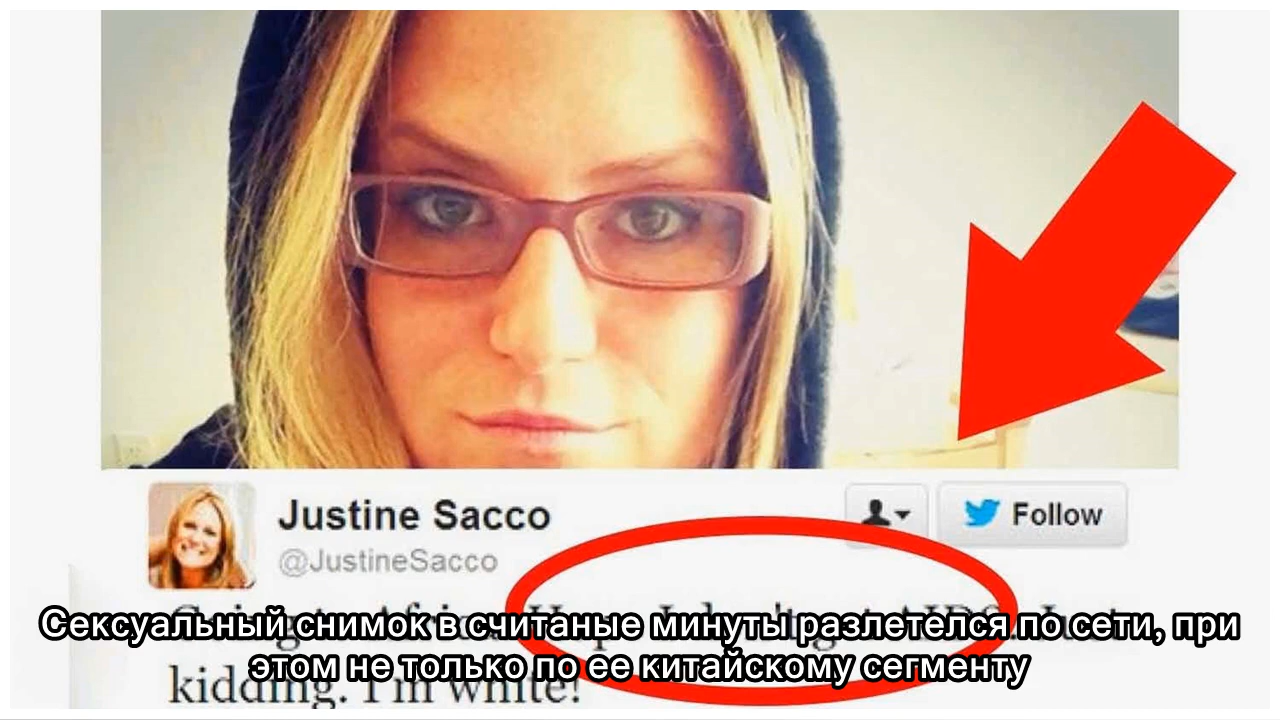 Justine Sacco
Follow
@JustineSacco
Сексуальный снимок в считаные минуты разлетелся по сети, при
этом не только по ее китайскому сегменту
kidding. I'm white!